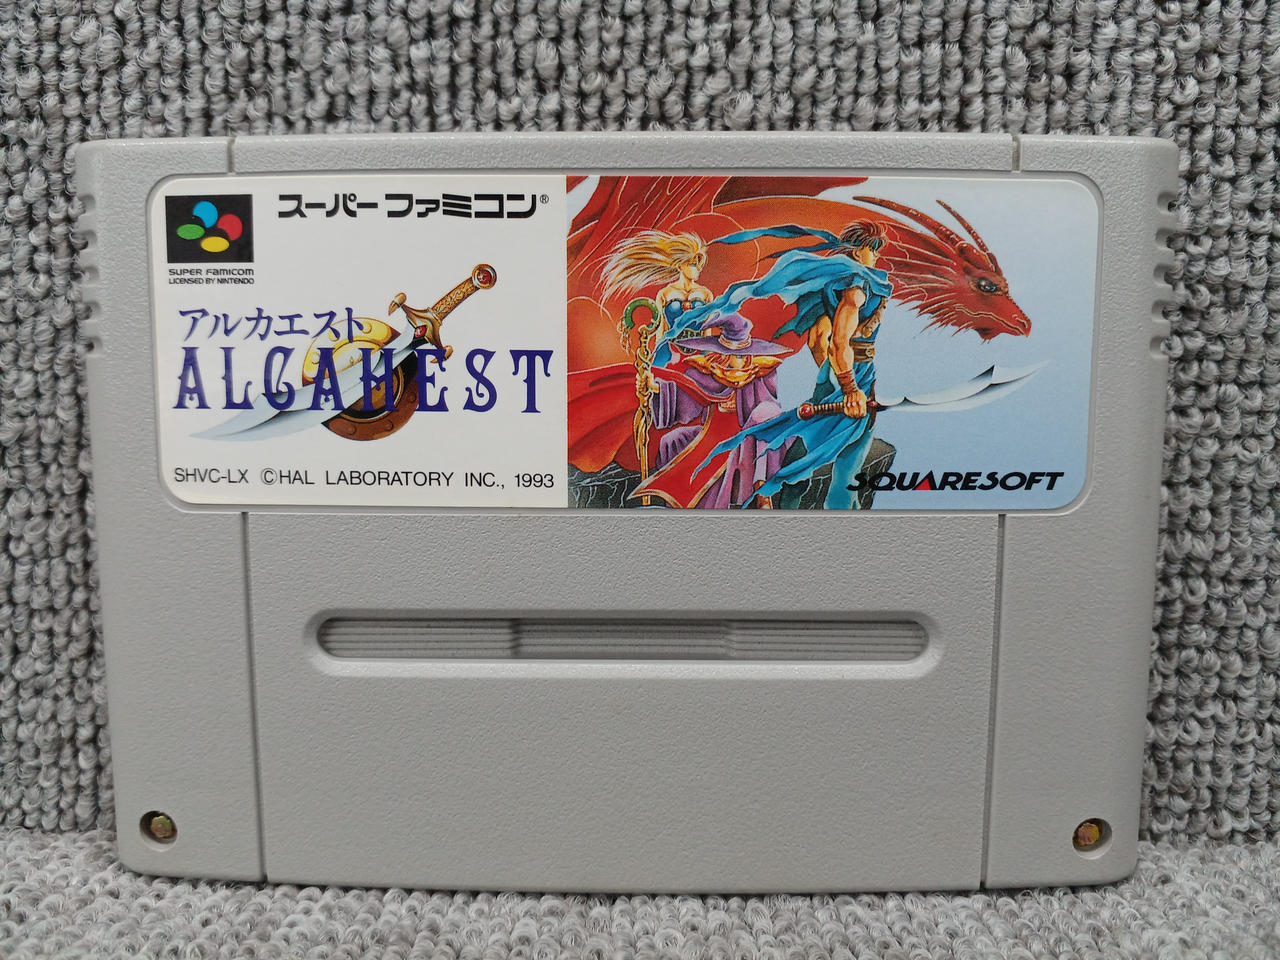 スーパーファミコン®
SUPER FAMICOM
LICENSED BY NINTENDO
アルカエスト
ALCAHEST
SHVC-LX ©HAL LABORATORY INC., 1993
SQUARESOFT